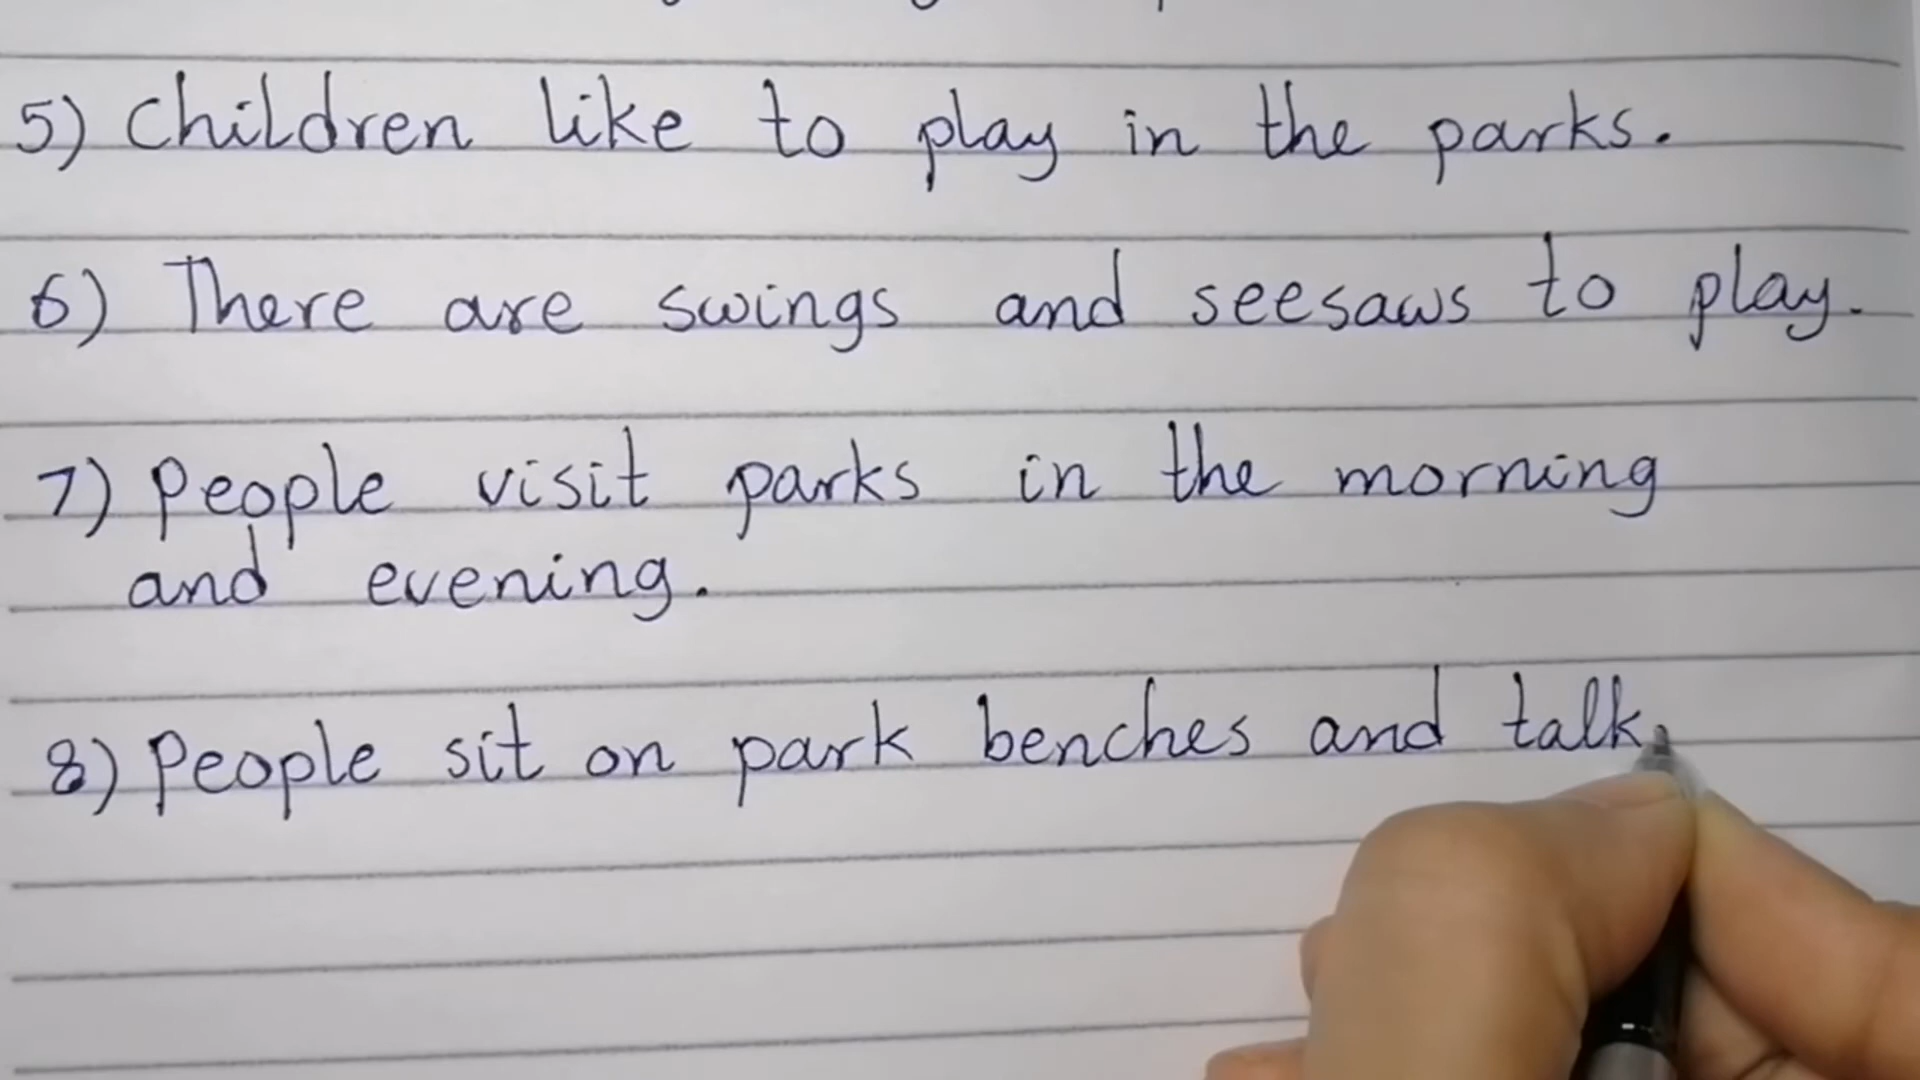 5) Children like to play in the parks.
6) There are swings and seesaws to play.
7) People visit parks in the morning
and evening.
8) People sit on park benches and talk.